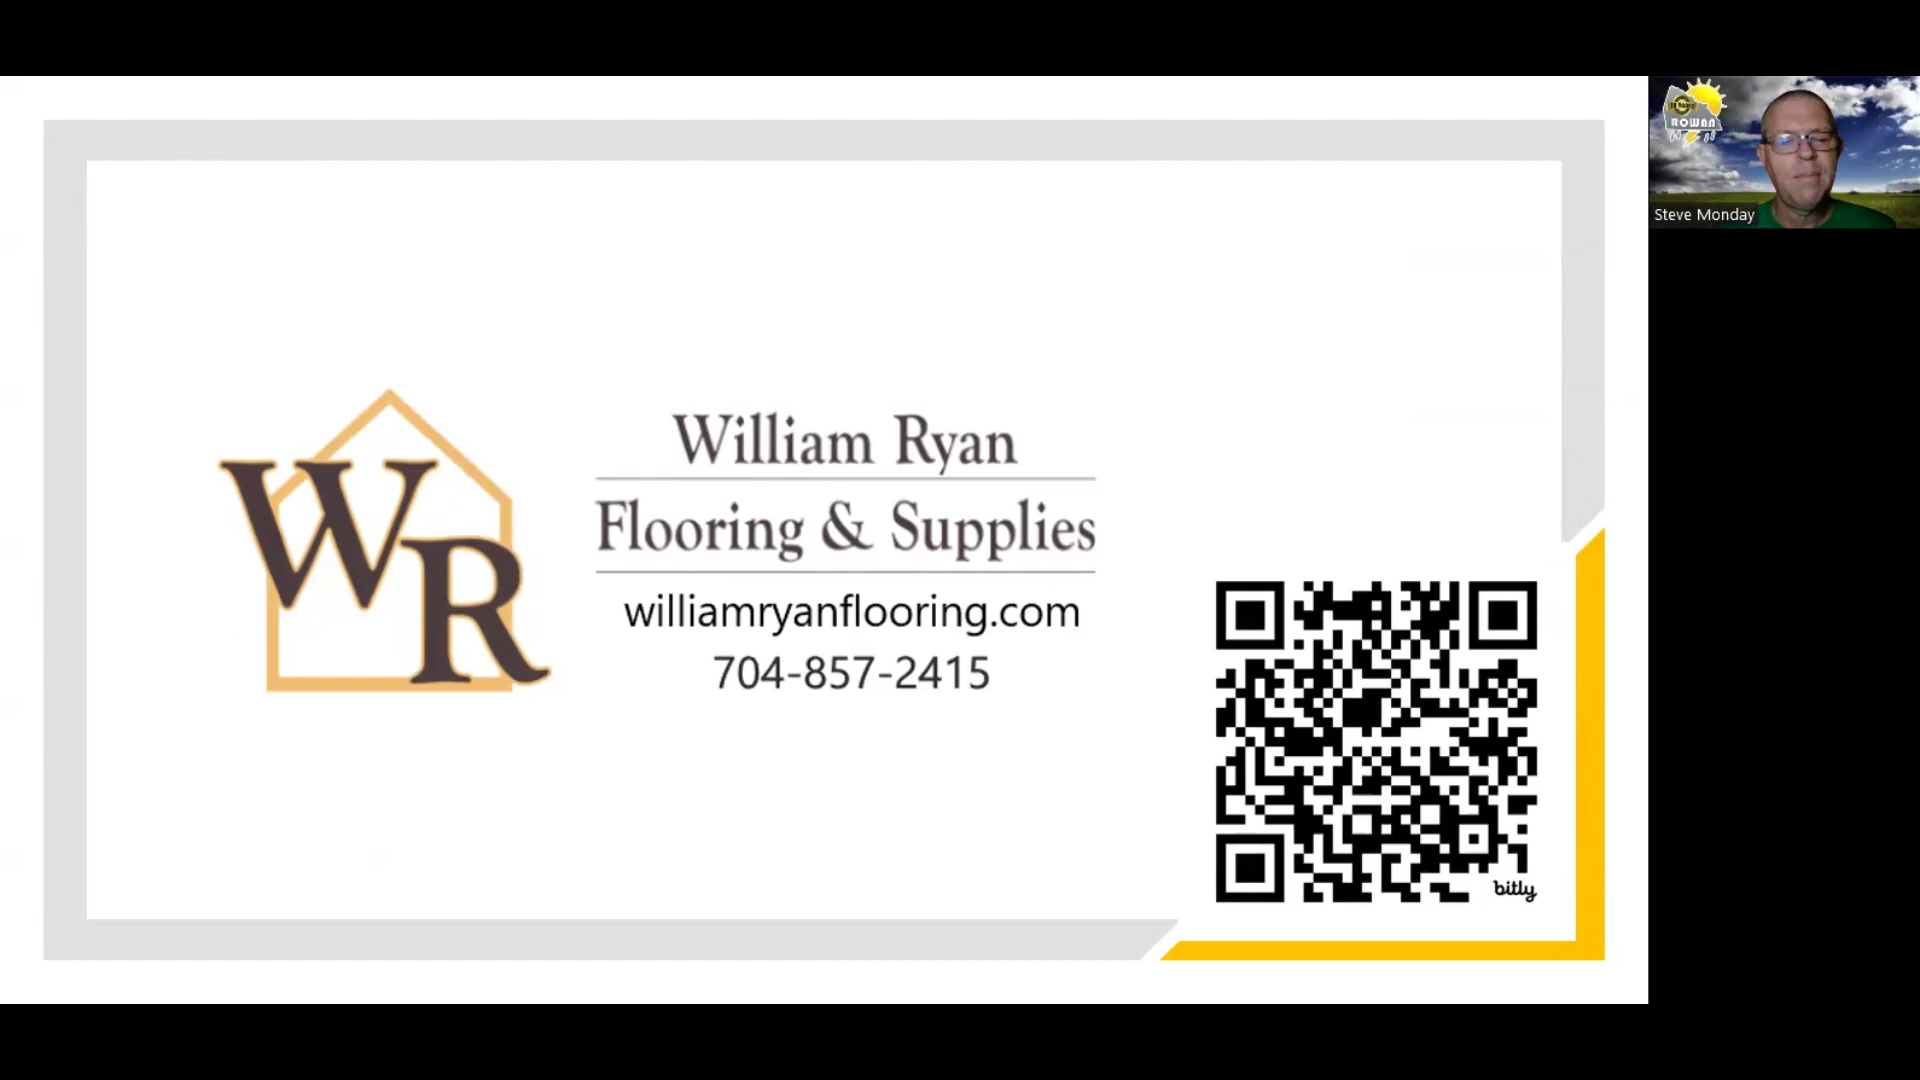 William Ryan
Flooring & Supplies
williamryanflooring.com
704-857-2415
WR
bitly
ROWAN
Steve Monday